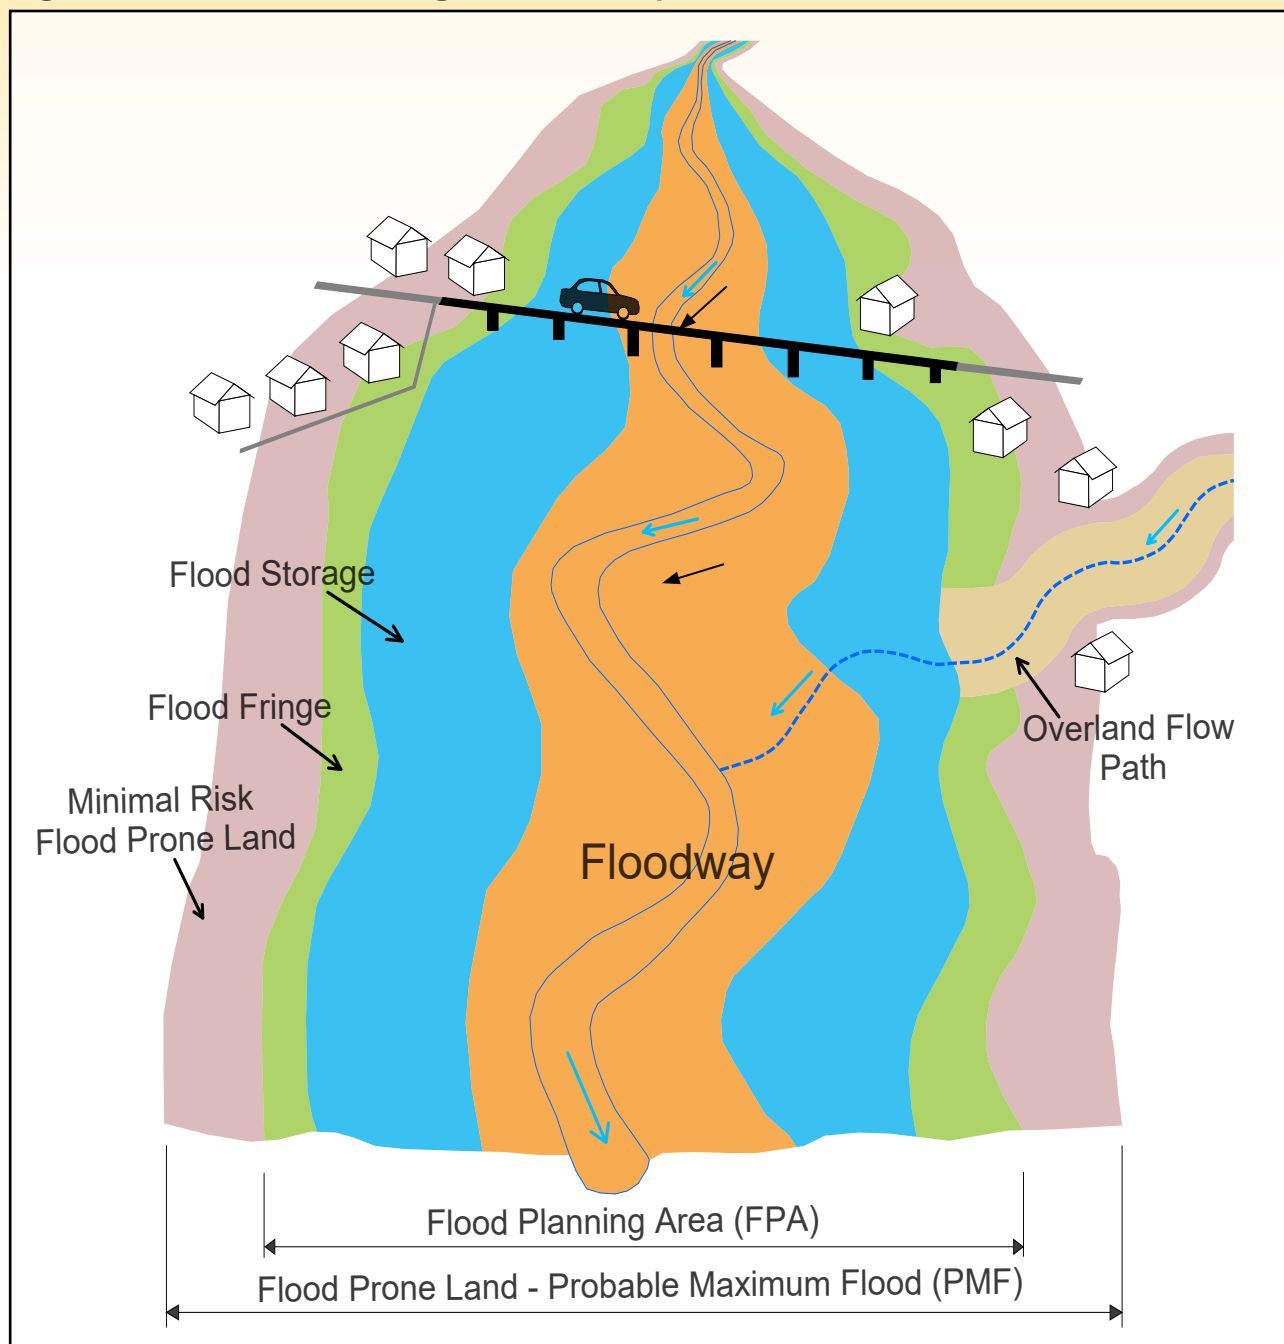 Flood Storage
Flood Fringe
Overland Flow
Path
Minimal Risk
Flood Prone Land
Floodway
Flood Planning Area (FPA)
Flood Prone Land - Probable Maximum Flood (PMF)